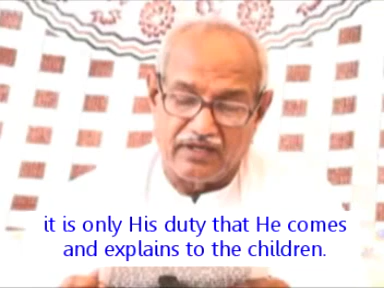 it is only His duty that He comes
and explains to the children.